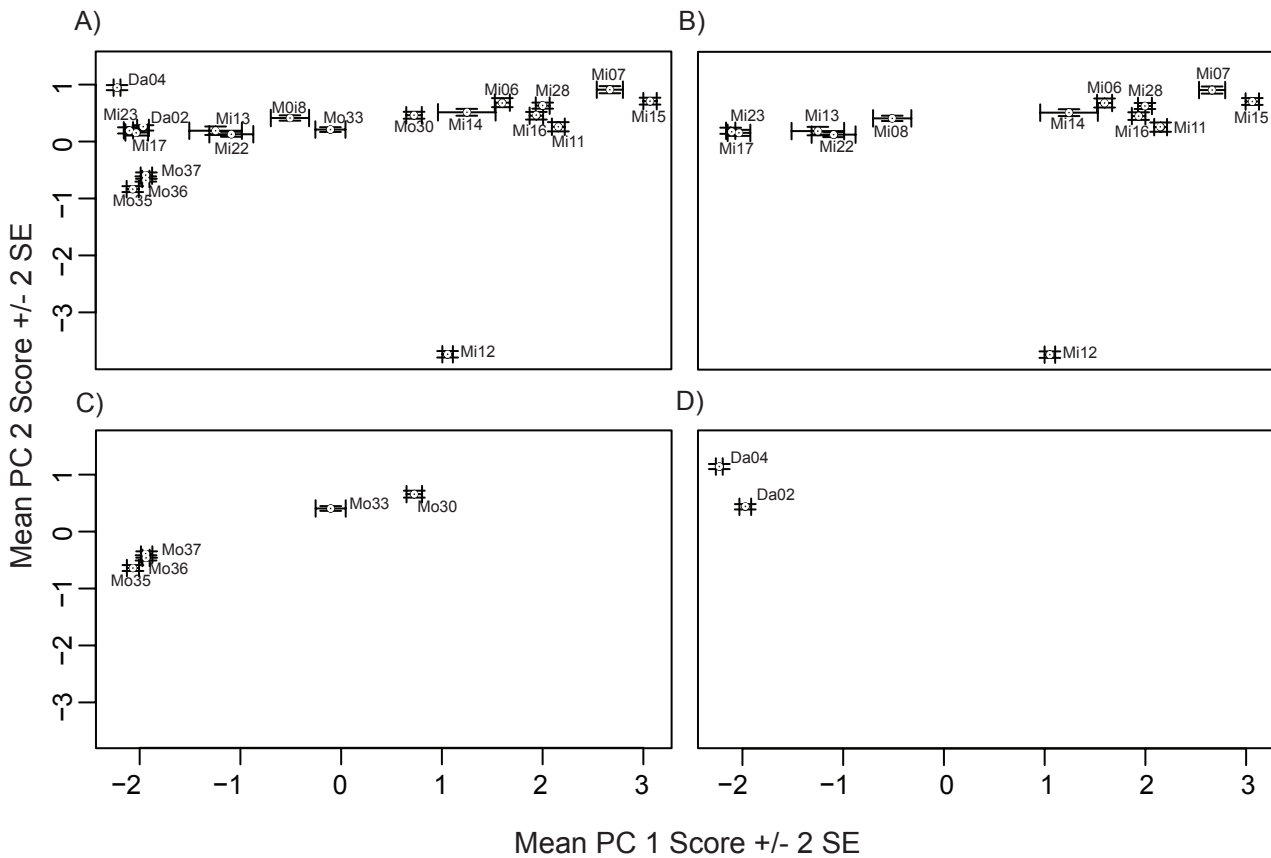 A)
B)
Da04
Mi23
Da02
Mi17
Mi13
Mi22
M0i8
Mo33
Mo30
Mi14
Mi06
Mi28
Mi16
Mi11
Mi07
Mi15
Mo37
Mo36
Mo35
Mi12
Mi23
Mi17
Mi13
Mi22
Mi08
Mi14
Mi06
Mi28
Mi16
Mi11
Mi07
Mi15
Mi12
1
0
−1
−2
−3
C)
D)
Mo33
Mo30
Mo37
Mo36
Mo35
Da04
Da02
1
0
−1
−2
−3
−2 −1 0 1 2 3
−2 −1 0 1 2 3
Mean PC 2 Score +/- 2 SE
Mean PC 1 Score +/- 2 SE